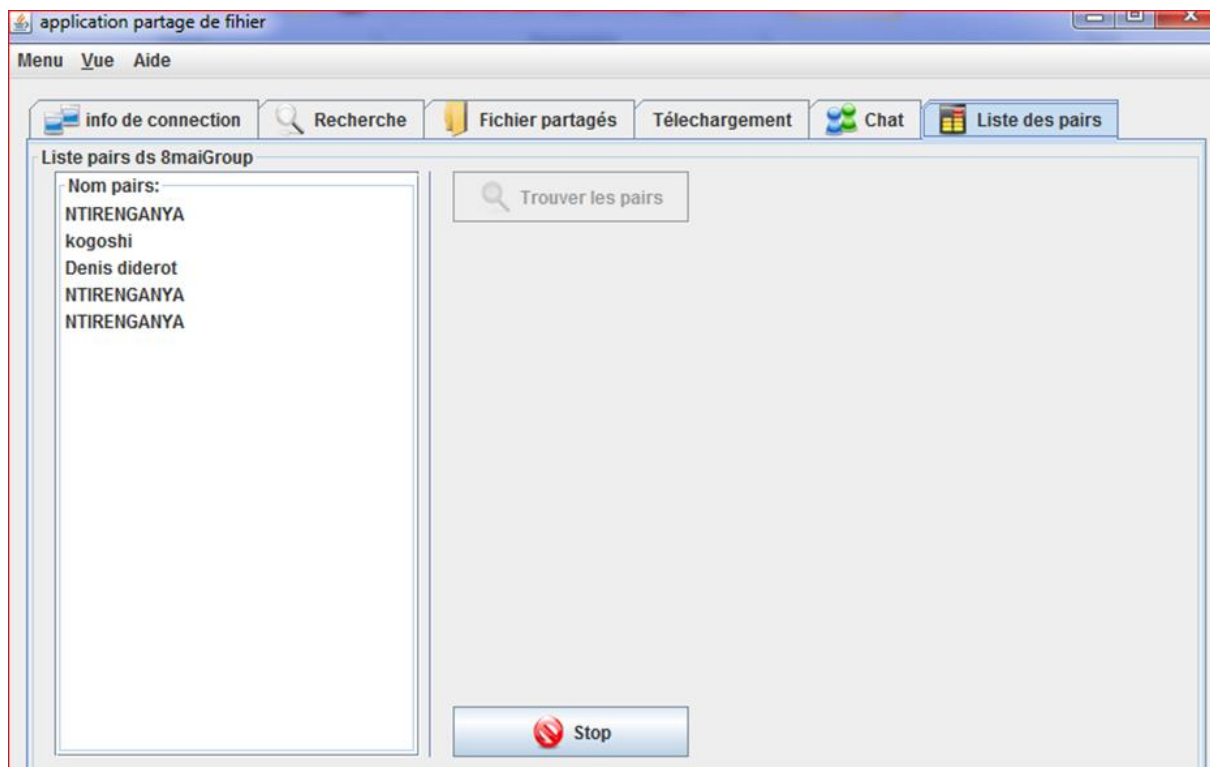 application partage de fihier
Menu Vue Aide
info de connection Recherche Fichier partagés Télechargement Chat Liste des pairs
Liste pairs ds 8maiGroup
Nom pairs:
NTIRENGANYA
kogoshi
Denis diderot
NTIRENGANYA
NTIRENGANYA
Trouver les pairs
Stop